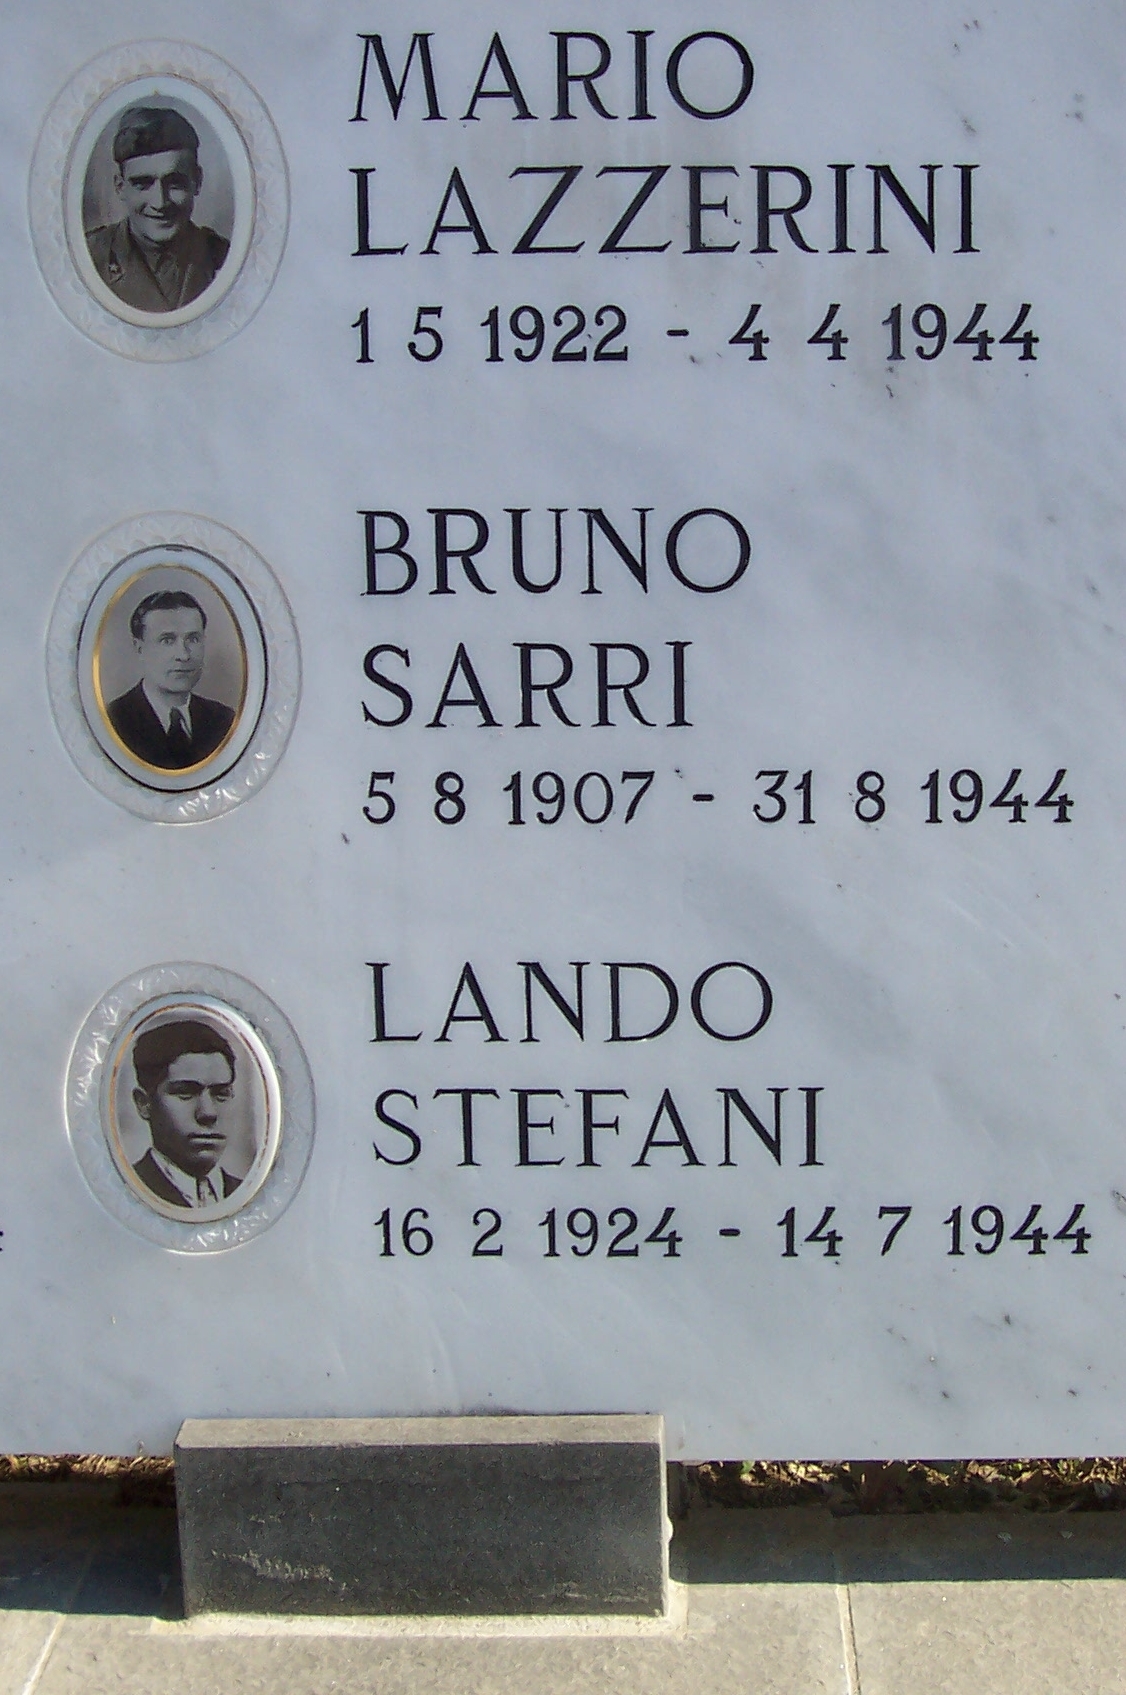 MARIO
LAZZERINI
1 5 1922 - 4 4 1944
BRUNO
SARRI
5 8 1907 - 31 8 1944
LANDO
STEFANI
16 2 1924 - 14 7 1944